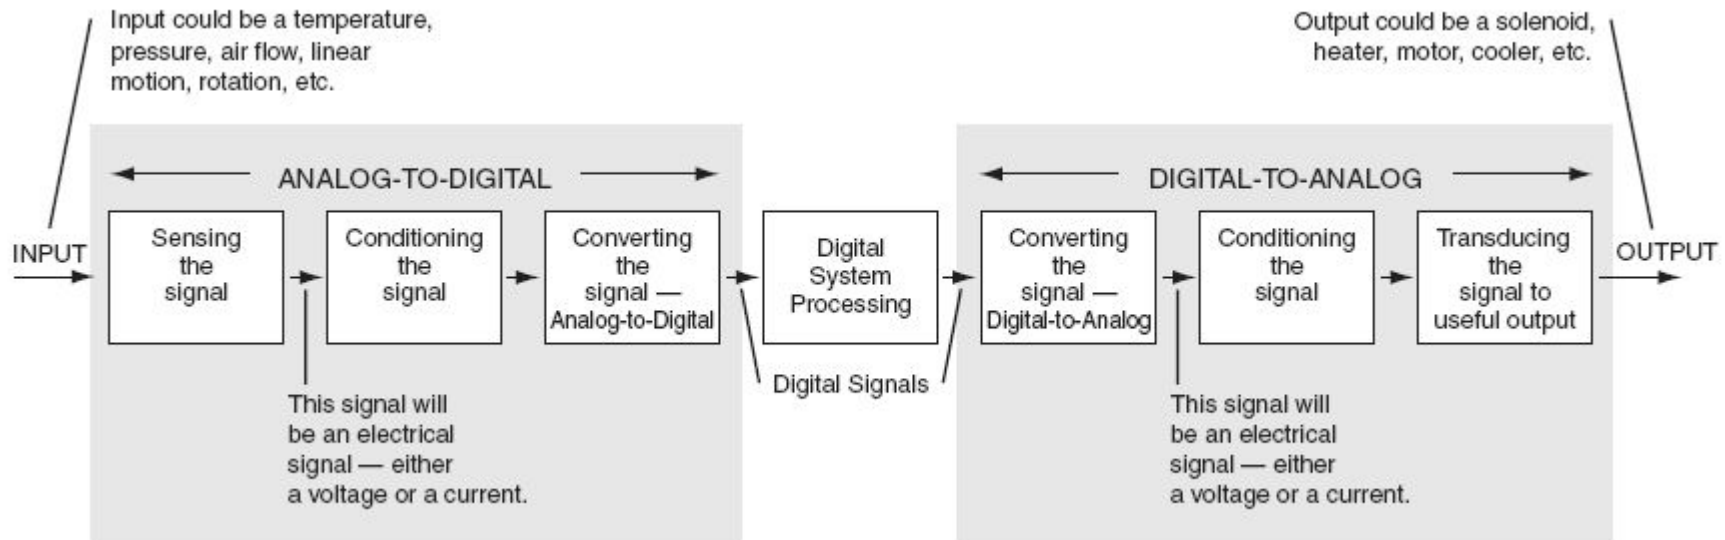 Input could be a temperature,
pressure, air flow, linear
motion, rotation, etc.
Output could be a solenoid,
heater, motor, cooler, etc.
ANALOG-TO-DIGITAL
DIGITAL-TO-ANALOG
INPUT
Sensing
the
signal
Conditioning
the
signal
Converting
the
signal —
Analog-to-Digital
Digital
System
Processing
Converting
the
signal —
Digital-to-Analog
Conditioning
the
signal
Transducing
the
signal to
useful output
OUTPUT
Digital Signals
This signal will
be an electrical
signal — either
a voltage or a current.
This signal will
be an electrical
signal — either
a voltage or a current.